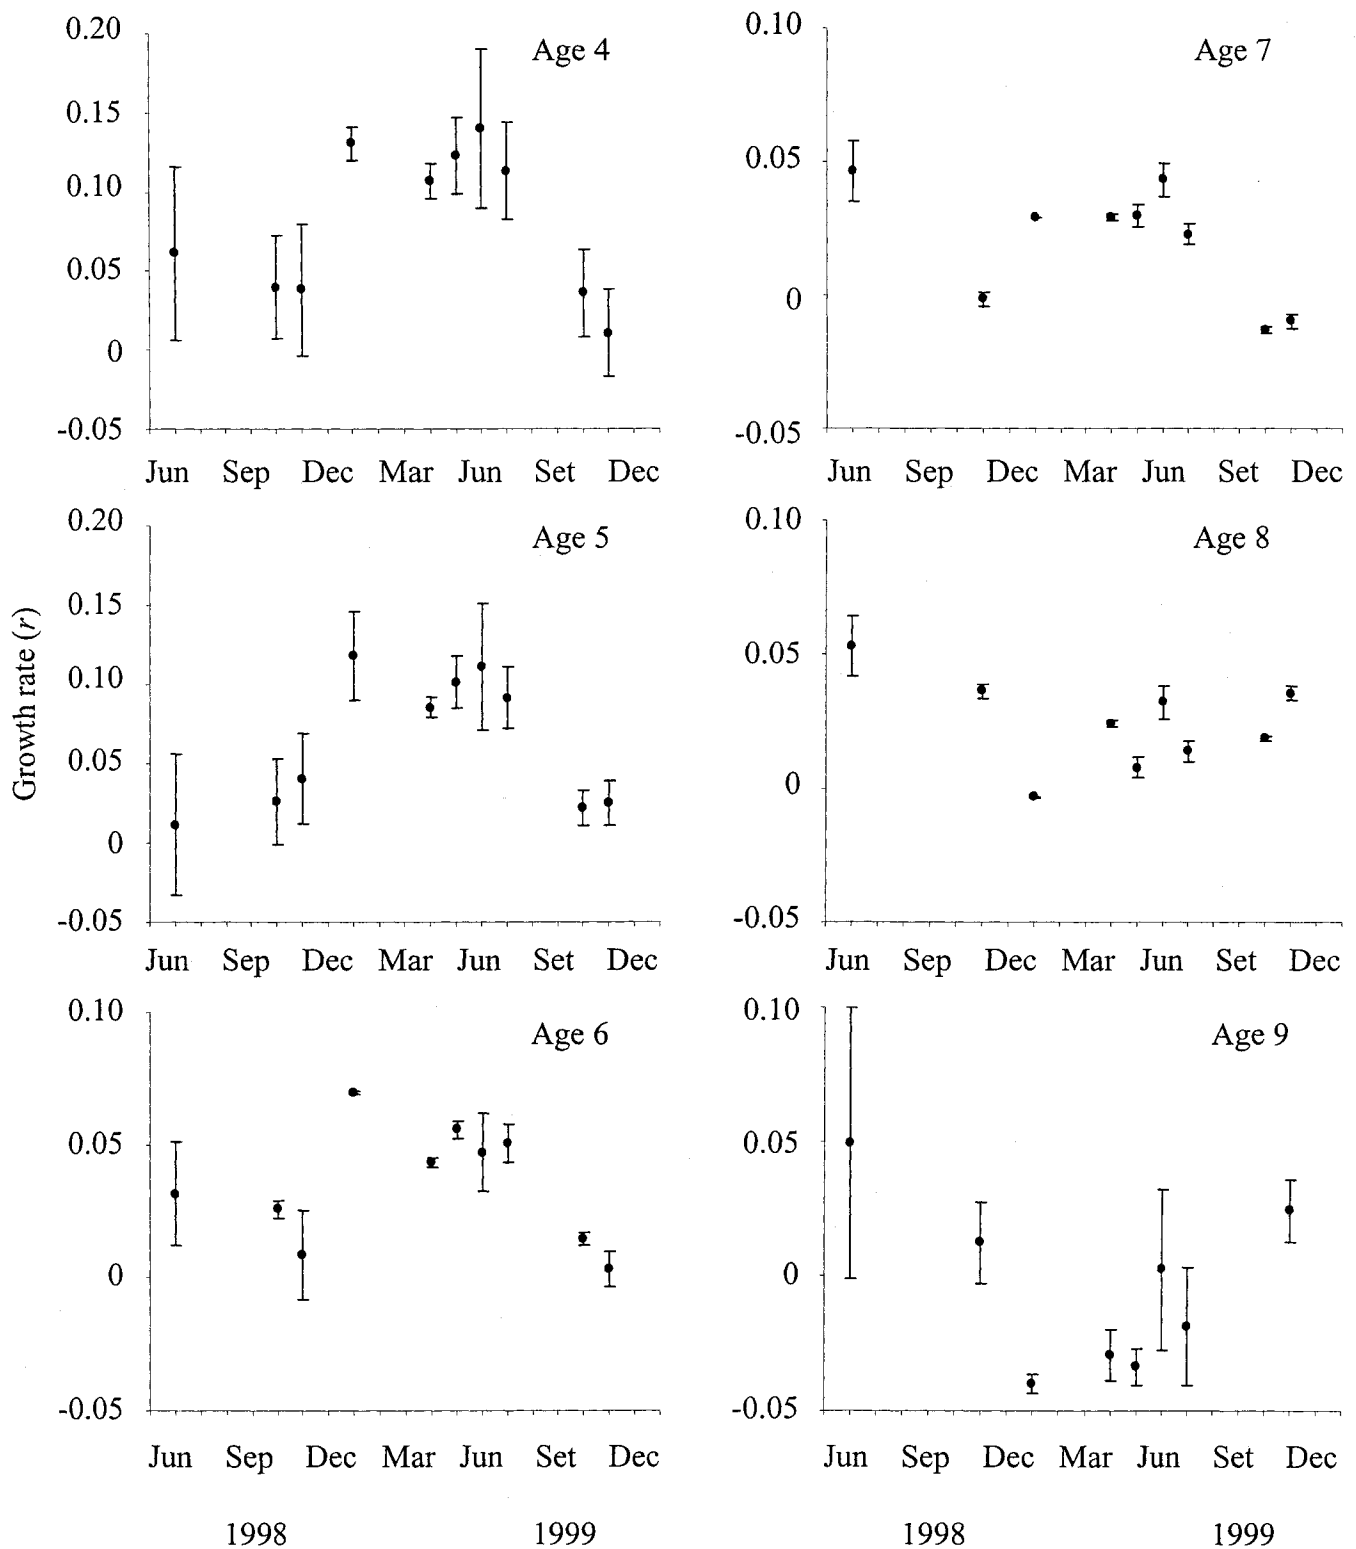 Growth rate (r)
Age 4
0.20
0.15
0.10
0.05
0
-0.05
Jun Sep Dec Mar Jun Set Dec
Age 5
0.20
0.15
0.10
0.05
0
-0.05
Jun Sep Dec Mar Jun Set Dec
Age 6
0.10
0.05
0
-0.05
Jun Sep Dec Mar Jun Set Dec
1998 1999
Age 7
0.10
0.05
0
-0.05
Jun Sep Dec Mar Jun Set Dec
Age 8
0.10
0.05
0
-0.05
Jun Sep Dec Mar Jun Set Dec
Age 9
0.10
0.05
0
-0.05
Jun Sep Dec Mar Jun Set Dec
1998 1999